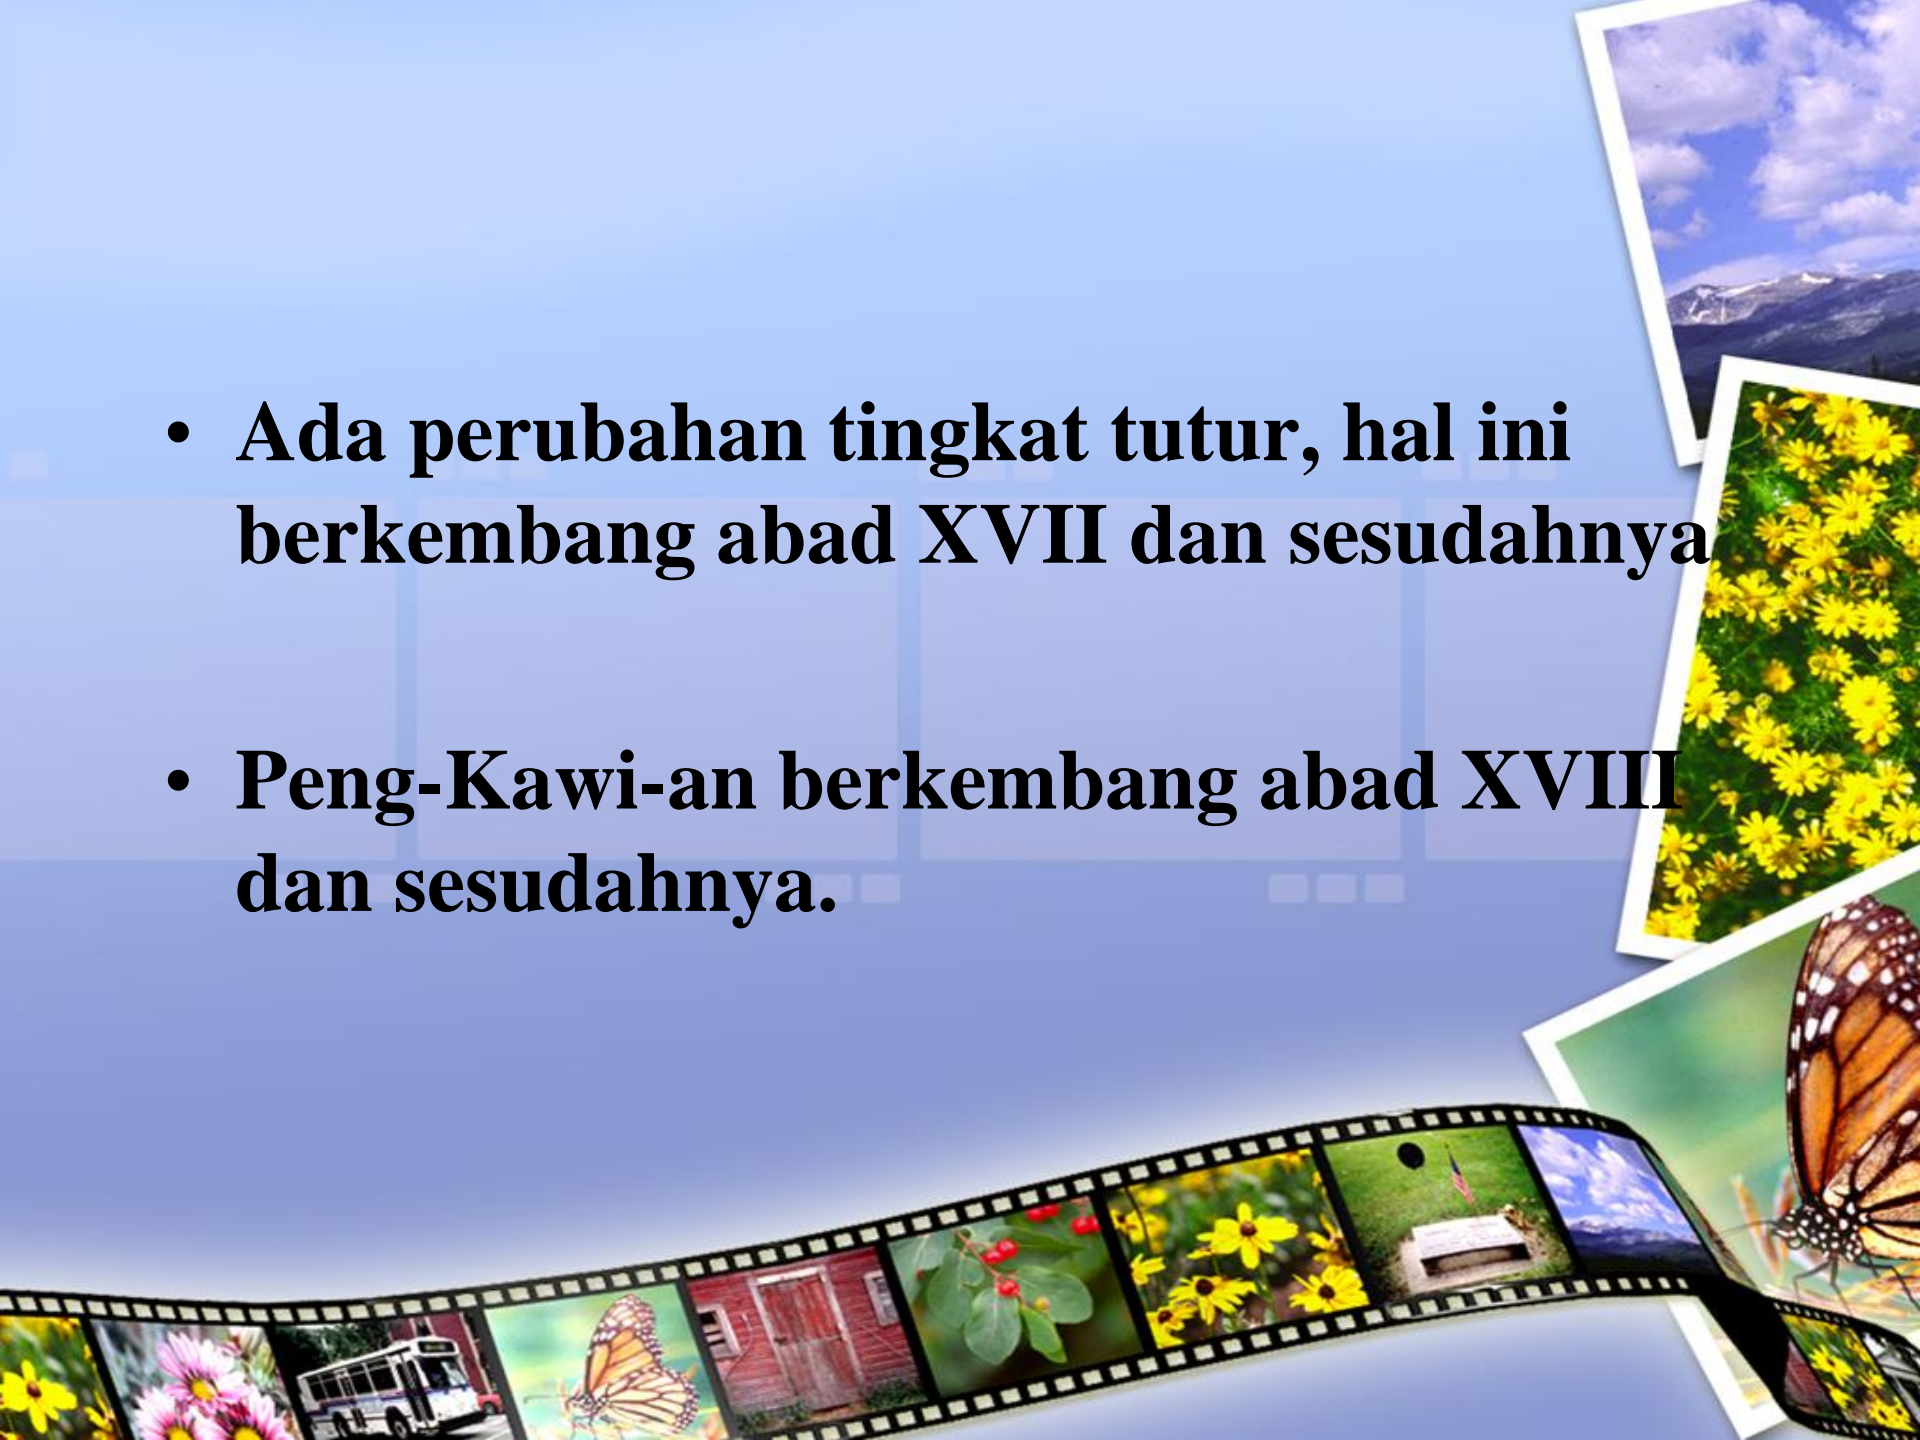 • Ada perubahan tingkat tutur, hal ini
berkembang abad XVII dan sesudahnya
• Peng-Kawi-an berkembang abad XVIII
dan sesudahnya.